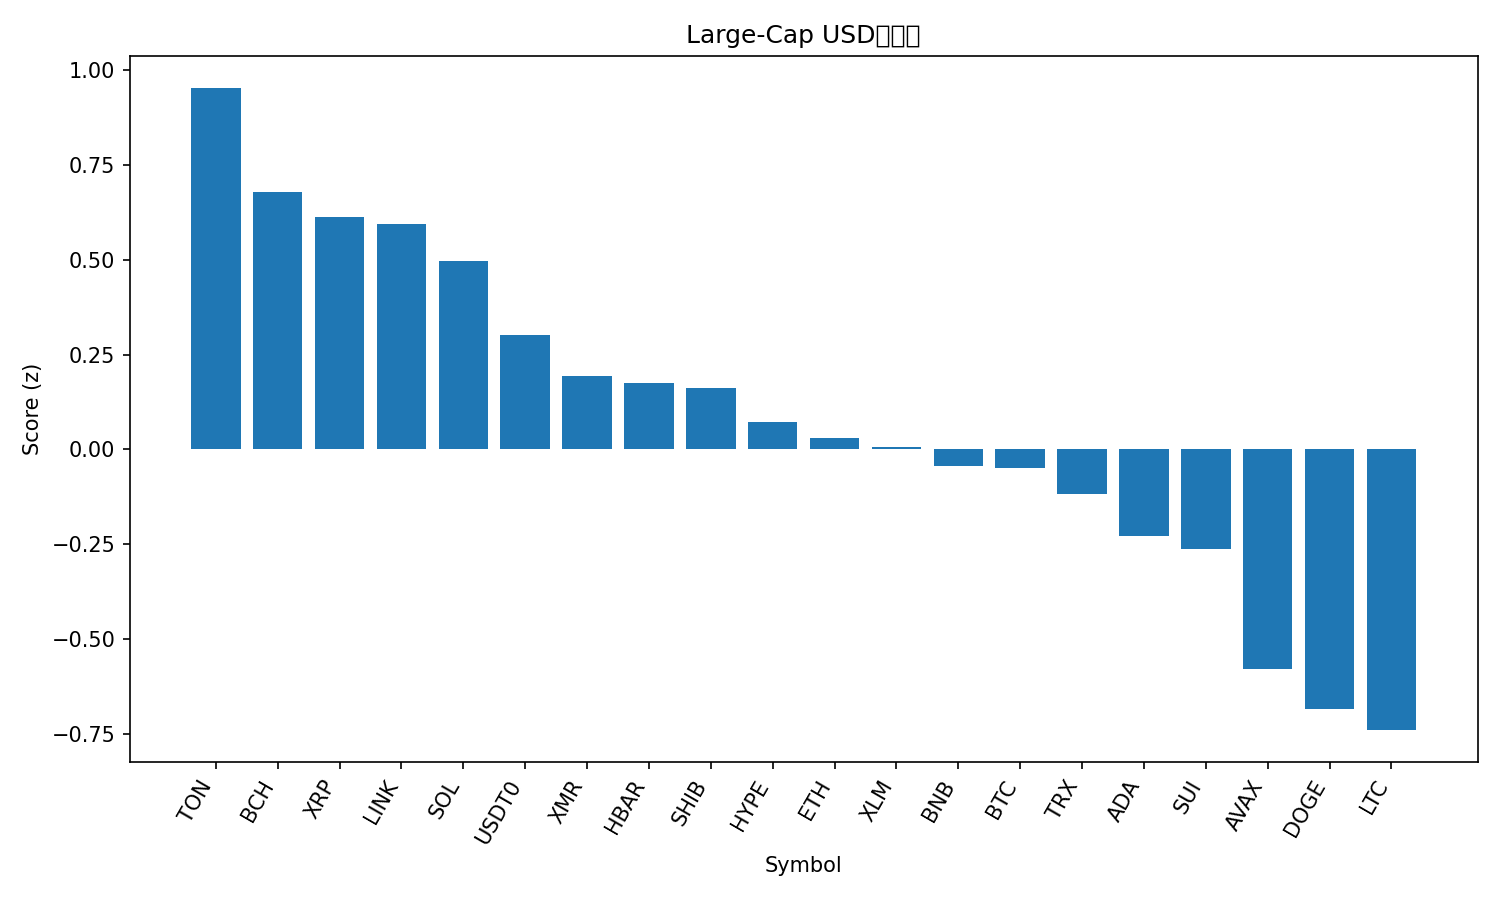 Large-Cap USD
1.00
0.75
0.50
0.25
0.00
−0.25
−0.50
−0.75
Score (z)
TON BCH XRP LINK SOL USDT0 XMR HBAR SHIB HYPE ETH XLM BNB BTC TRX ADA SUI AVAX DOGE LTC
Symbol